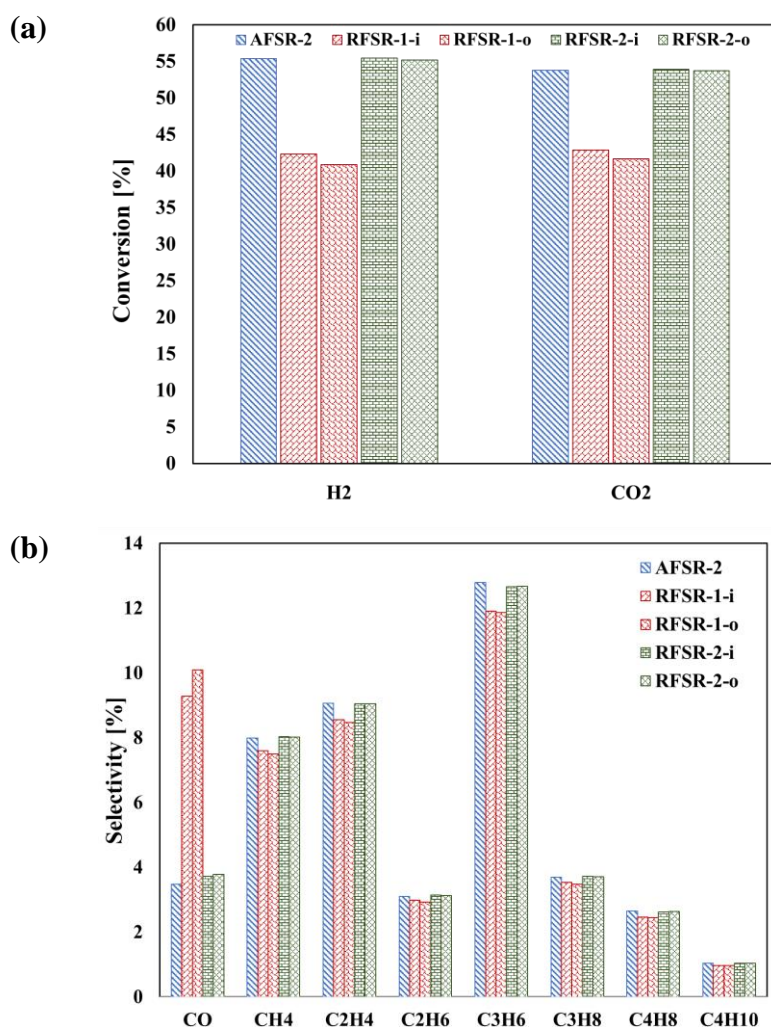 (a)
60
AFSR-2 RFSR-1-i RFSR-1-o RFSR-2-i RFSR-2-o
55
50
45
40
35
30
25
20
15
10
5
0
Conversion [%]
H2 CO2
(b)
14
12
10
8
6
4
2
0
Selectivity [%]
AFSR-2
RFSR-1-i
RFSR-1-o
RFSR-2-i
RFSR-2-o
CO CH4 C2H4 C2H6 C3H6 C3H8 C4H8 C4H10